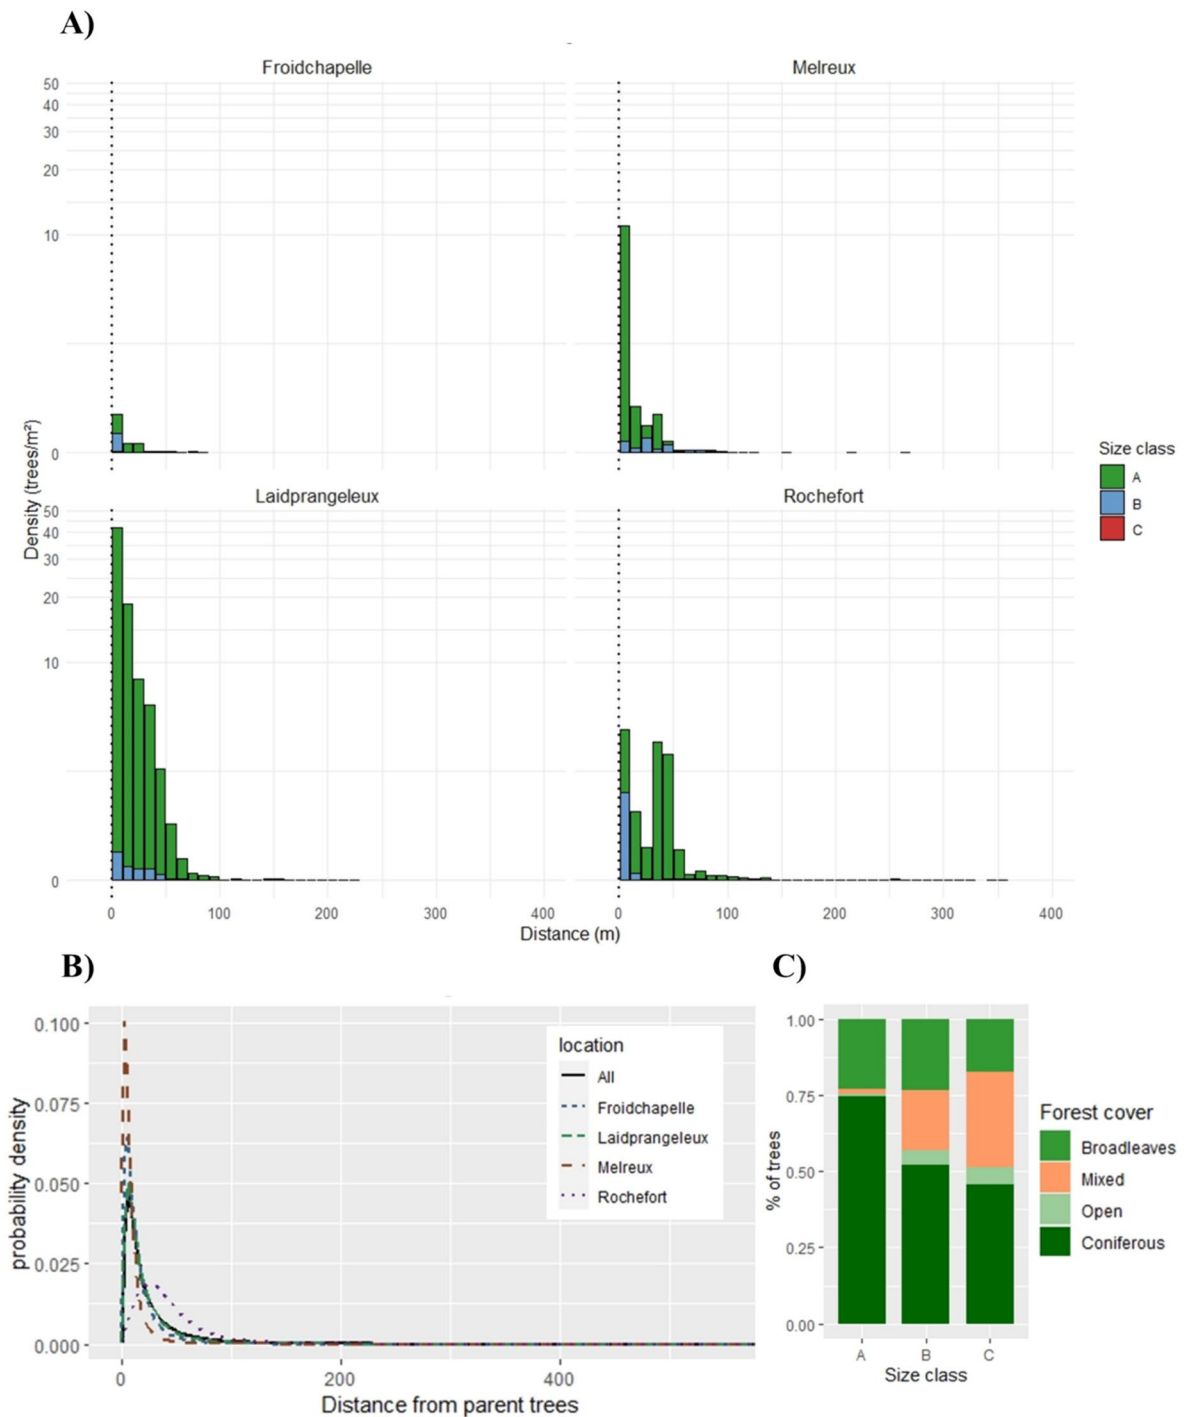 A)
Froidchapelle
Melreux
50
40
30
20
10
0
Laidprangeleux
Rochefort
50
40
30
20
10
0
Density (trees/m²)
0 100 200 300 400
0 100 200 300 400
Distance (m)
Size class
A
B
C
B)
0.100
0.075
0.050
0.025
0.000
probability density
location
All
Froidchapelle
Laidprangeleux
Melreux
Rochefort
0 200 400
Distance from parent trees
C)
1.00
0.75
0.50
0.25
0.00
% of trees
A B C
Size class
Forest cover
Broadleaves
Mixed
Open
Coniferous